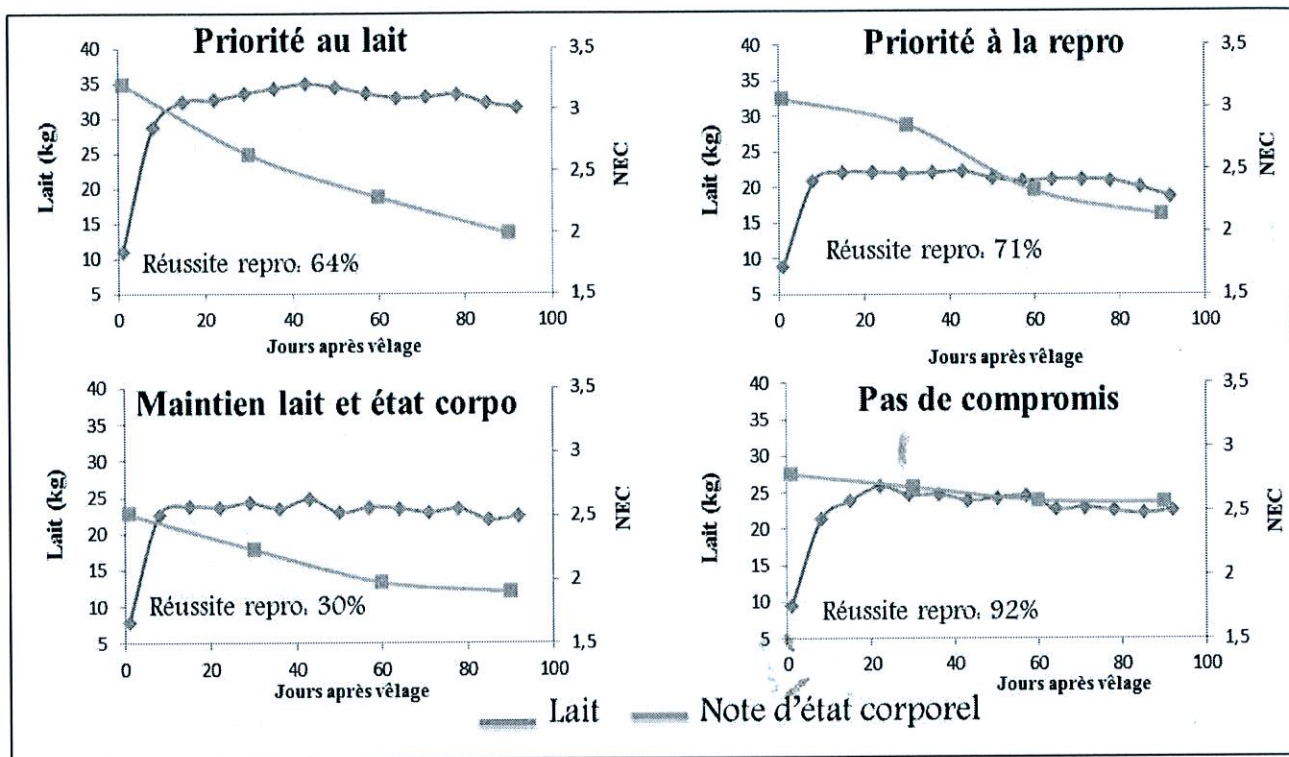 Priorité au lait
40
35
30
25
20
15
10
5
Lait (kg)
3,5
3
2,5
2
1,5
NEC
Réussite repro: 64%
0 20 40 60 80 100
Jours après vêlage
Priorité à la repro
40
35
30
25
20
15
10
5
Lait (kg)
3,5
3
2,5
2
1,5
NEC
Réussite repro: 71%
0 20 40 60 80 100
Jours après vêlage
Maintien lait et état corpo
40
35
30
25
20
15
10
5
Lait (kg)
3,5
3
2,5
2
1,5
NEC
Réussite repro: 30%
0 20 40 60 80 100
Jours après vêlage
Pas de compromis
40
35
30
25
20
15
10
5
Lait (kg)
3,5
3
2,5
2
1,5
NEC
Réussite repro: 92%
0 20 40 60 80 100
Jours après vêlage
Lait Note d'état corporel